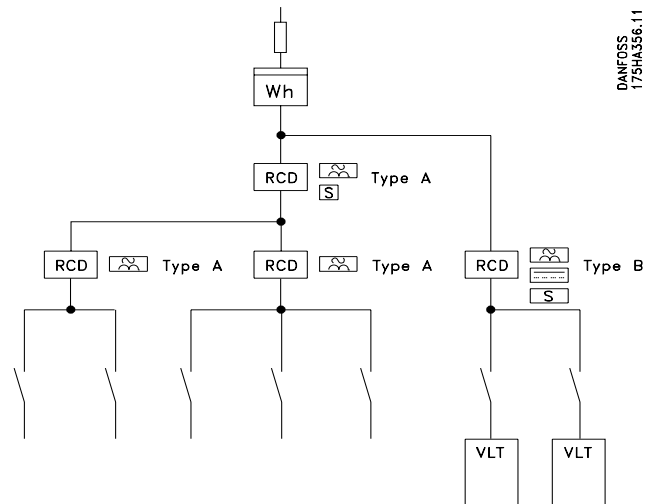 DANFOSS
175HA356.11
Wh
RCD
Type A
S
RCD
Type A
RCD
Type A
RCD
Type B
S
VLT
VLT